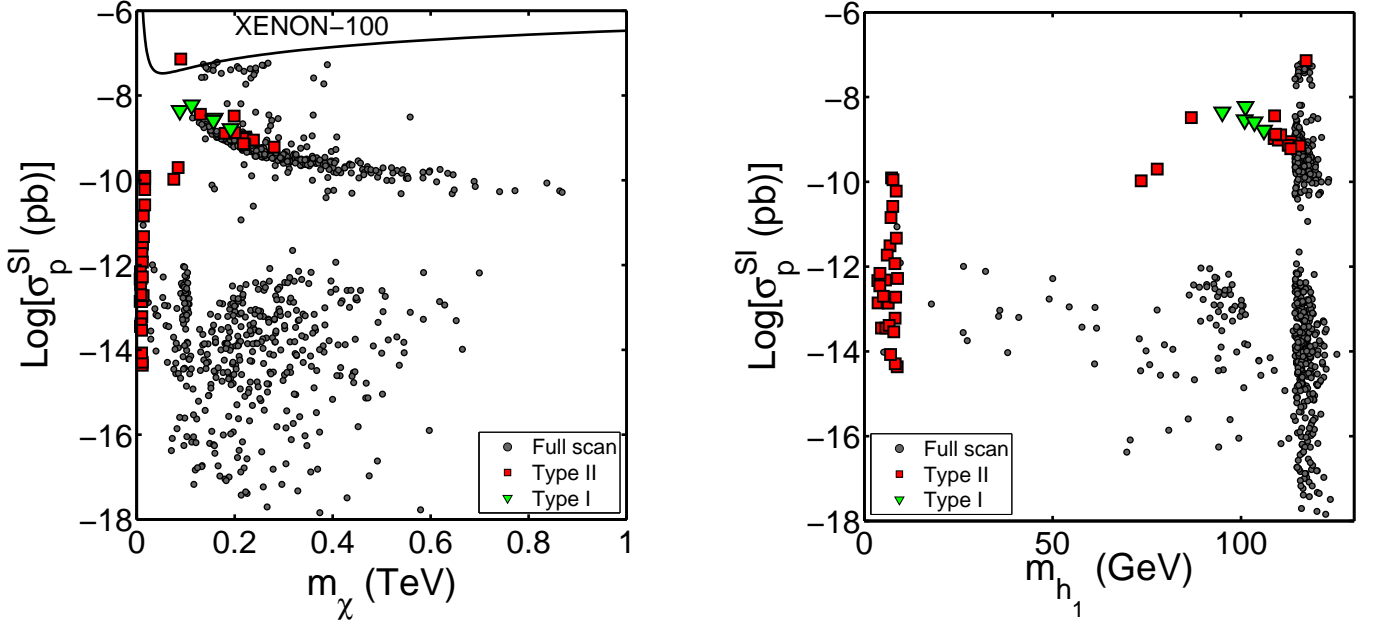 XENON−100
Log[σ_p^SI (pb)]
−6
−8
−10
−12
−14
−16
−18
0 0.2 0.4 0.6 0.8 1
m_χ (TeV)
Full scan
Type II
Type I
Log[σ_p^SI (pb)]
−6
−8
−10
−12
−14
−16
−18
0 50 100
m_h_1 (GeV)
Full scan
Type II
Type I